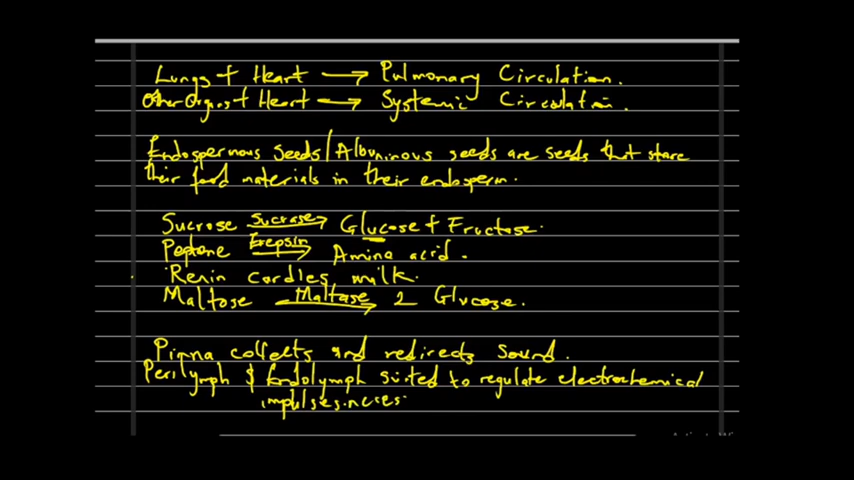 Lungs + Heart → Pulmonary Circulation.
Other Organs + Heart → Systemic Circulation.
Endospermous Seeds/Albuminous seeds are seeds that store
their food materials in their endosperm.
Sucrose Sucrase → Glucose + Fructose.
Peptone Erepsin → Amino acid.
Renin cordles milk.
Maltose Maltase → 2 Glucose.
Pinna collects and redirects sound.
Perilymph & Endolymph suited to regulate electrochemical
impulses.